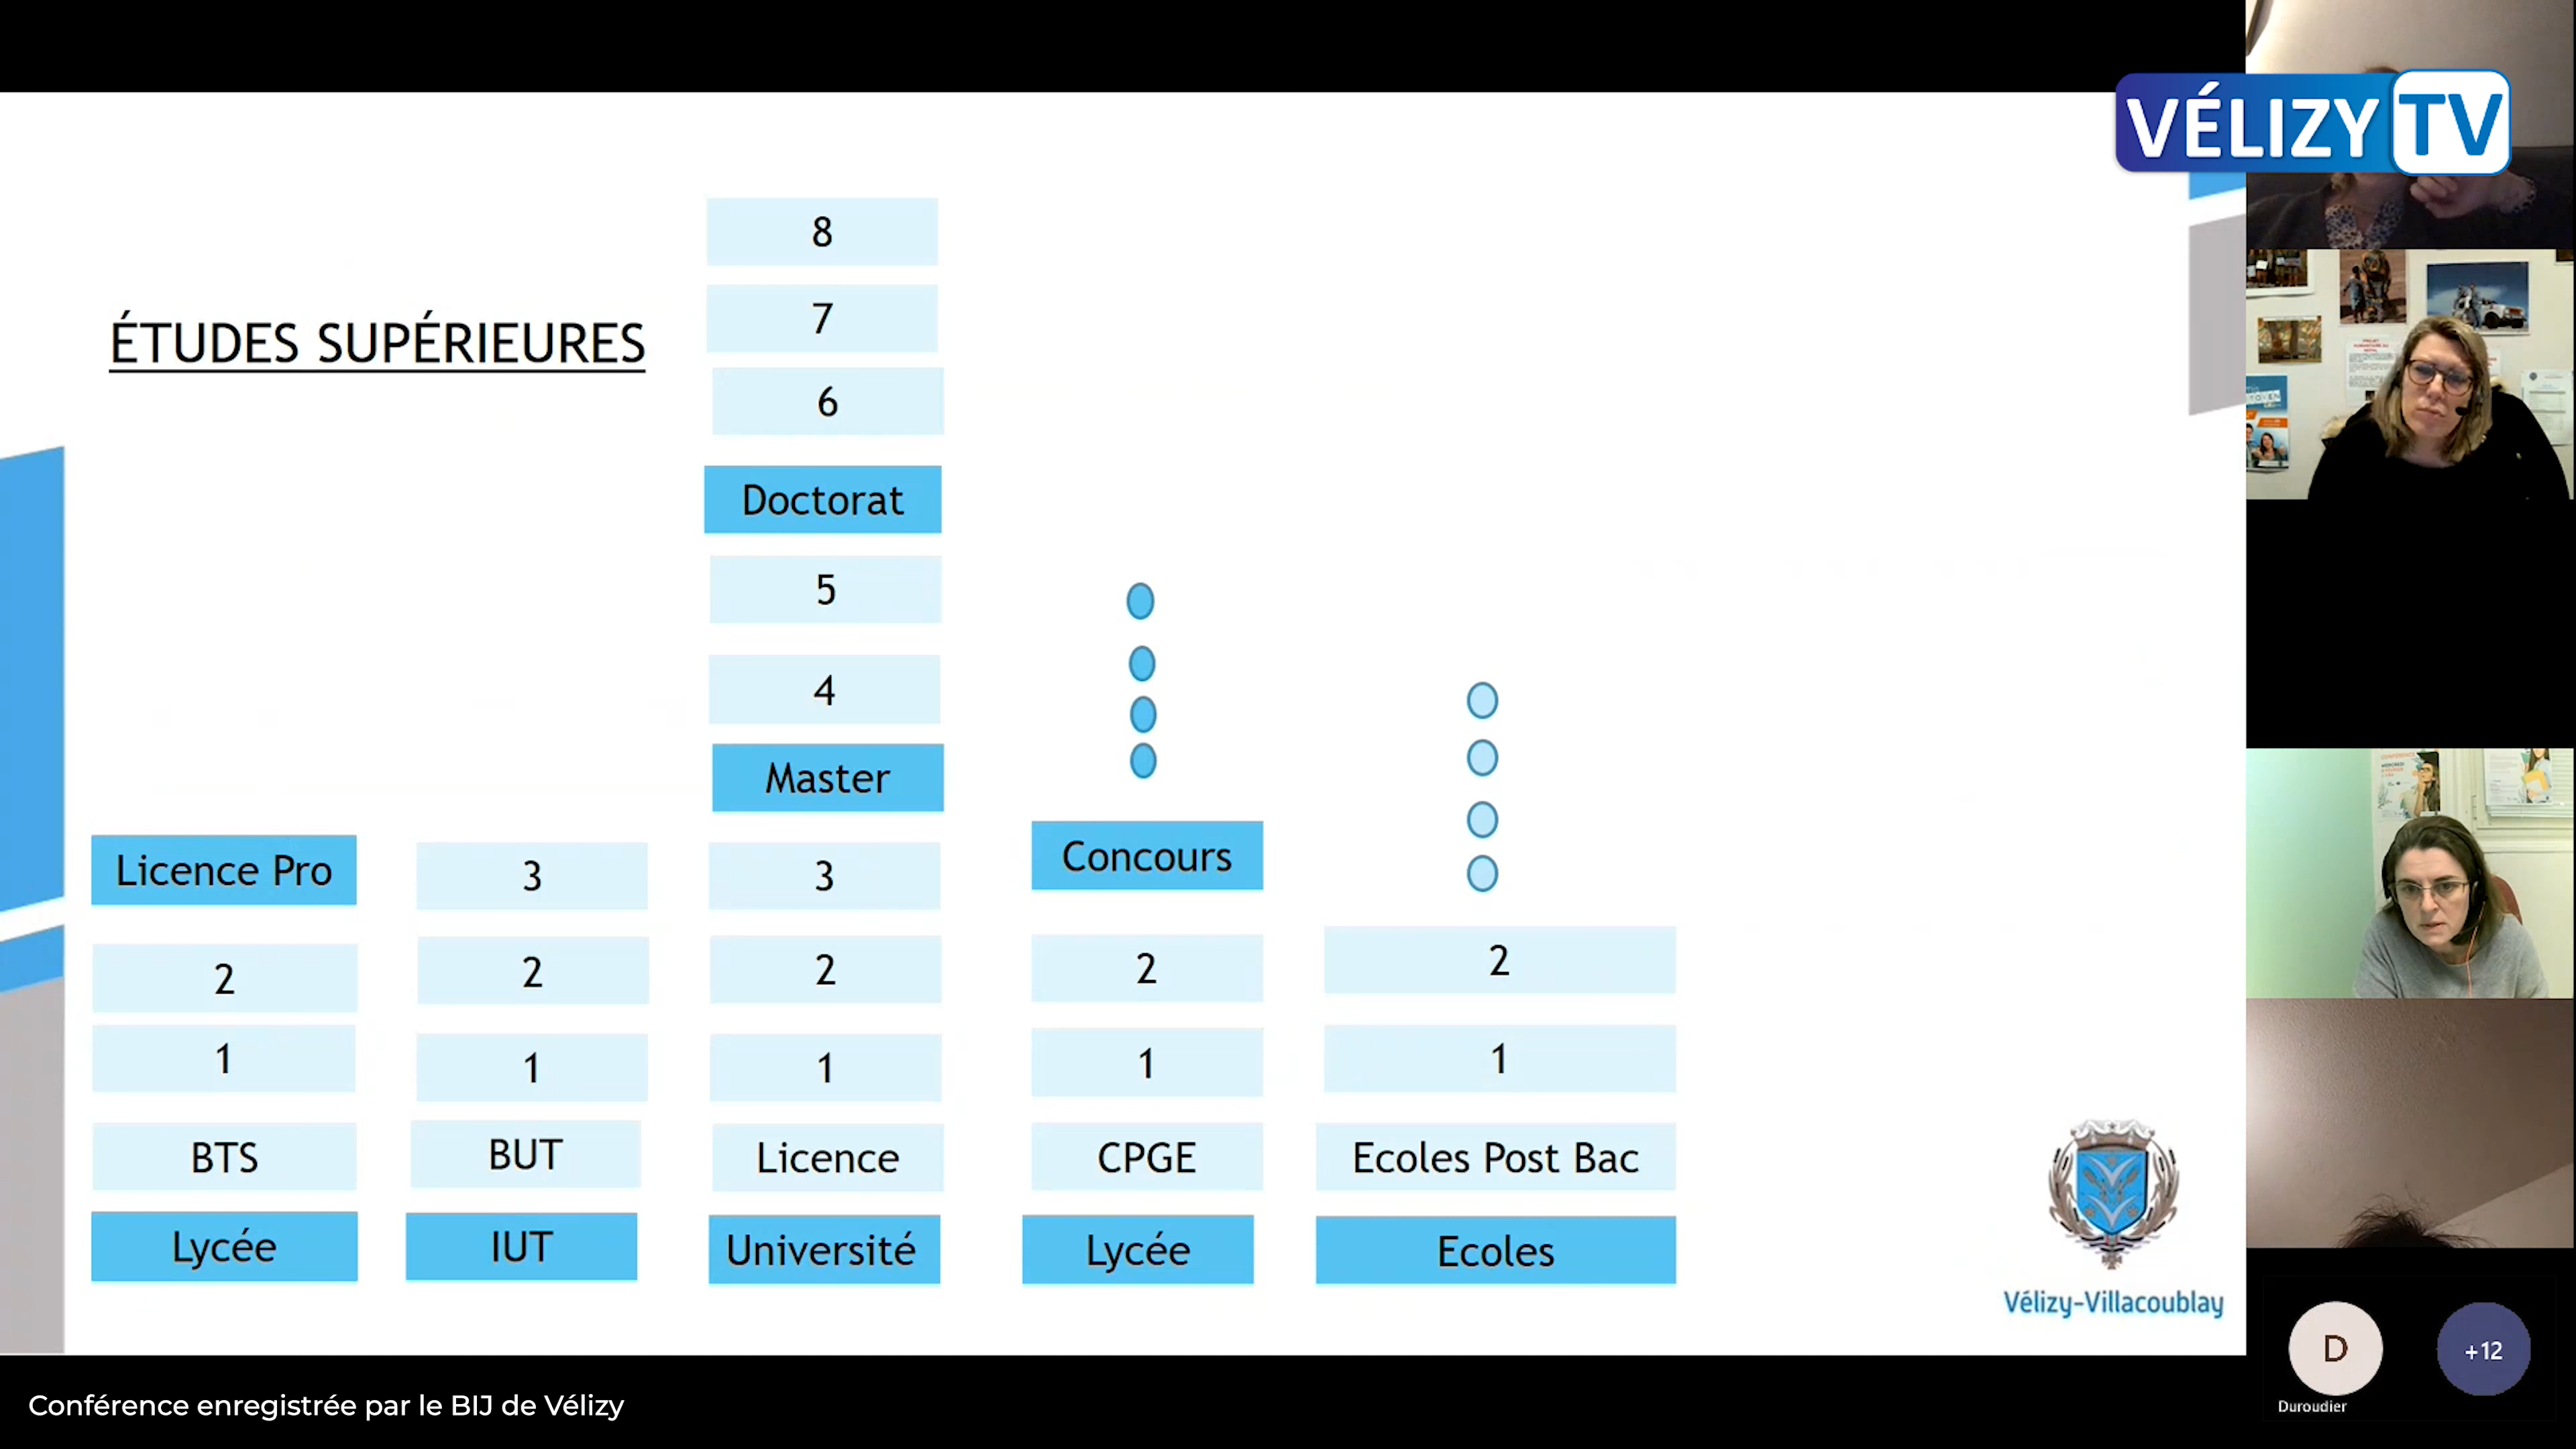 VÉLIZY TV
ÉTUDES SUPÉRIEURES
8
7
6
Doctorat
5
4
Master
Licence Pro
3
3
Concours
2
2
2
2
2
1
1
1
1
1
BTS
BUT
Licence
CPGE
Ecoles Post Bac
Lycée
IUT
Université
Lycée
Ecoles
Vélizy-Villacoublay
D
+12
Duroudier
Conférence enregistrée par le BIJ de Vélizy